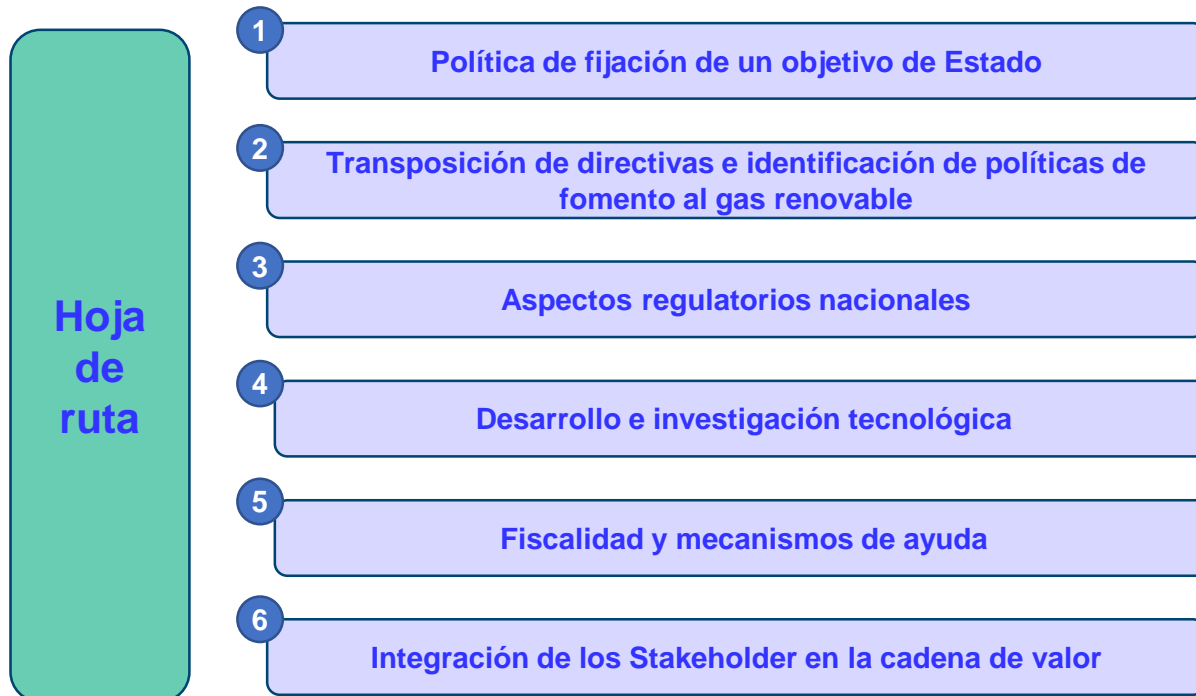 Hoja
de
ruta
1
Política de fijación de un objetivo de Estado
2
Transposición de directivas e identificación de políticas de
fomento al gas renovable
3
Aspectos regulatorios nacionales
4
Desarrollo e investigación tecnológica
5
Fiscalidad y mecanismos de ayuda
6
Integración de los Stakeholder en la cadena de valor